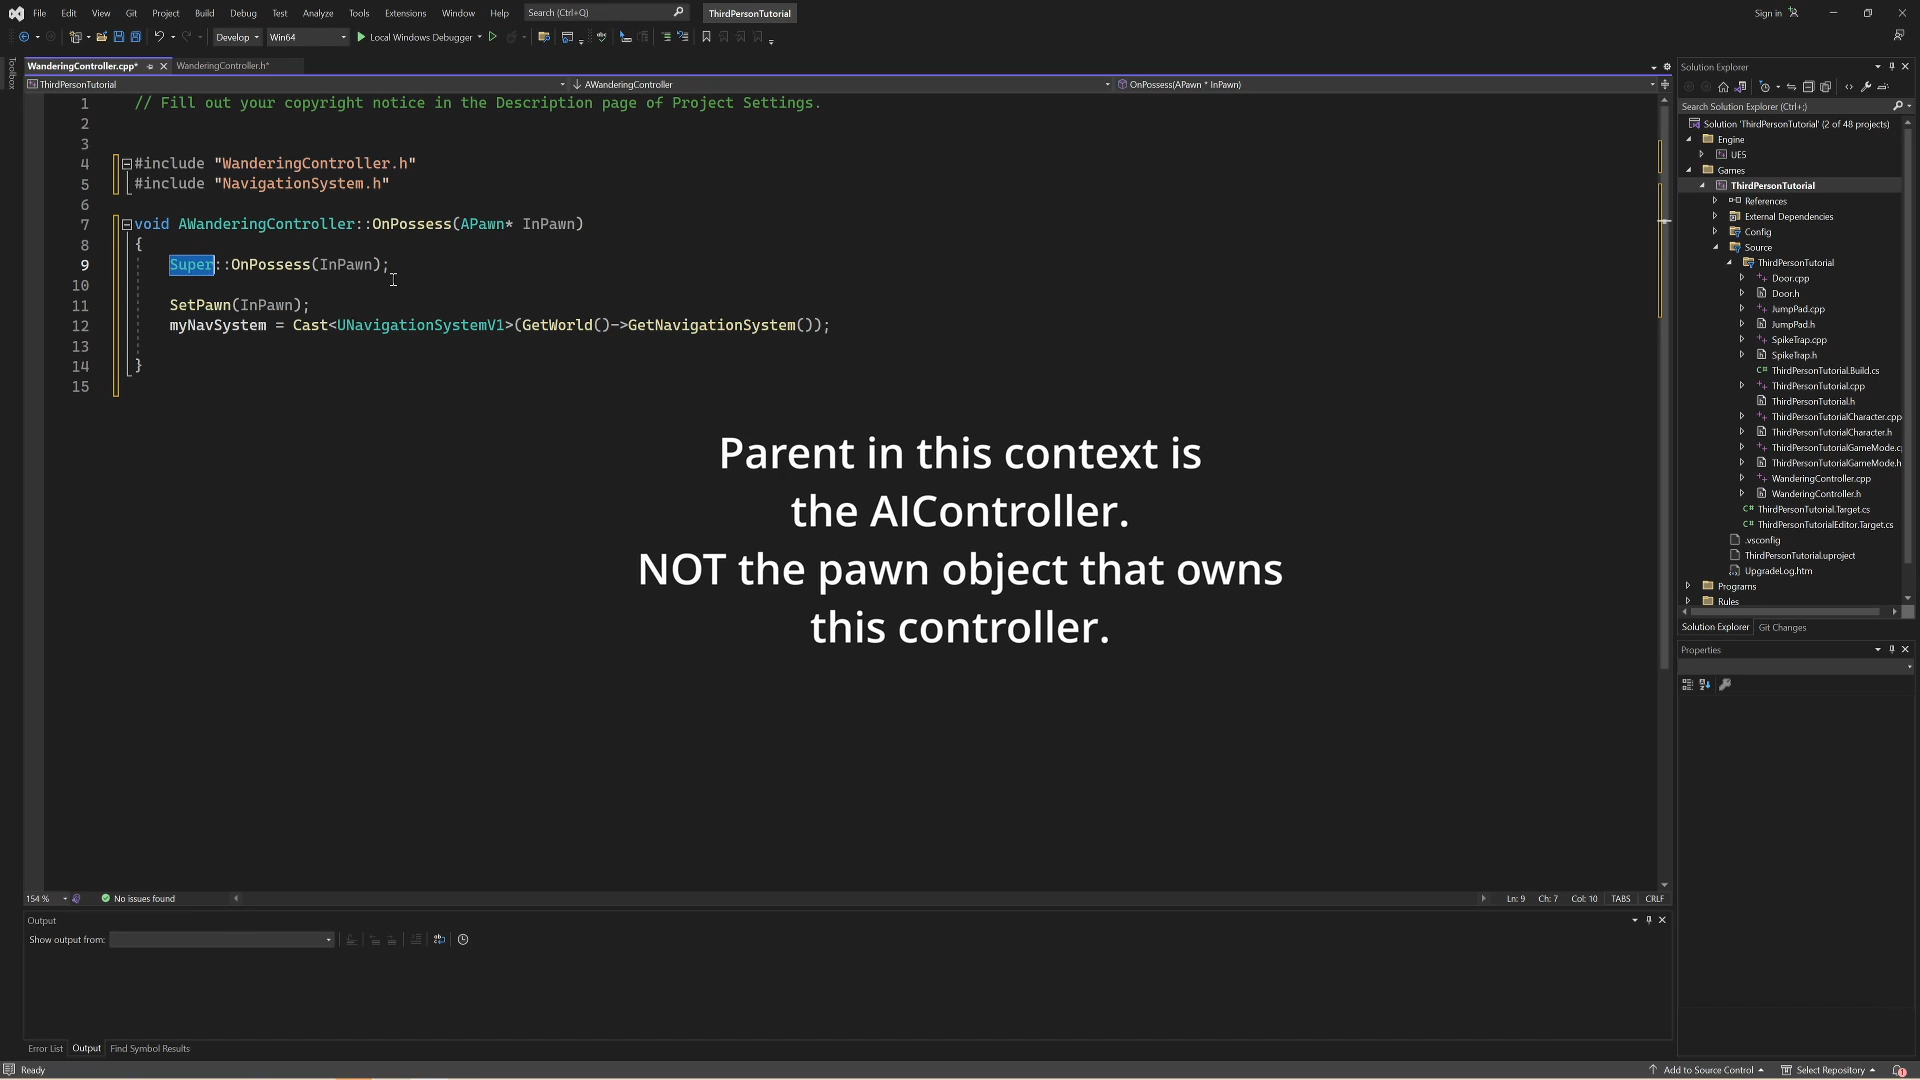 File Edit View Git Project Build Debug Test Analyze Tools Extensions Window Help Search (Ctrl+Q) ThirdPersonTutorial Sign in
Develop Win64 Local Windows Debugger
WanderingController.cpp* WanderingController.h*
ThirdPersonTutorial AWanderingController OnPossess(APawn * InPawn)
1 // Fill out your copyright notice in the Description page of Project Settings.
2
3
4 #include "WanderingController.h"
5 #include "NavigationSystem.h"
6
7 void AWanderingController::OnPossess(APawn* InPawn)
8 {
9 Super::OnPossess(InPawn);
10
11 SetPawn(InPawn);
12 myNavSystem = Cast<UNavigationSystemV1>(GetWorld()->GetNavigationSystem());
13
14 }
15
Parent in this context is
the AIController.
NOT the pawn object that owns
this controller.
154 % No issues found Ln: 9 Ch: 7 Col: 10 TABS CRLF
Output
Show output from:
Error List Output Find Symbol Results
Ready Add to Source Control Select Repository 1
Toolbox
Solution Explorer
Search Solution Explorer (Ctrl+;)
Solution 'ThirdPersonTutorial' (2 of 48 projects)
Engine
UE5
Games
ThirdPersonTutorial
References
External Dependencies
Config
Source
ThirdPersonTutorial
Door.cpp
Door.h
JumpPad.cpp
JumpPad.h
SpikeTrap.cpp
SpikeTrap.h
ThirdPersonTutorial.Build.cs
ThirdPersonTutorial.cpp
ThirdPersonTutorial.h
ThirdPersonTutorialCharacter.cpp
ThirdPersonTutorialCharacter.h
ThirdPersonTutorialGameMode.c
ThirdPersonTutorialGameMode.h
WanderingController.cpp
WanderingController.h
ThirdPersonTutorial.Target.cs
ThirdPersonTutorialEditor.Target.cs
.vsconfig
ThirdPersonTutorial.uproject
UpgradeLog.htm
Programs
Rules
Solution Explorer Git Changes
Properties